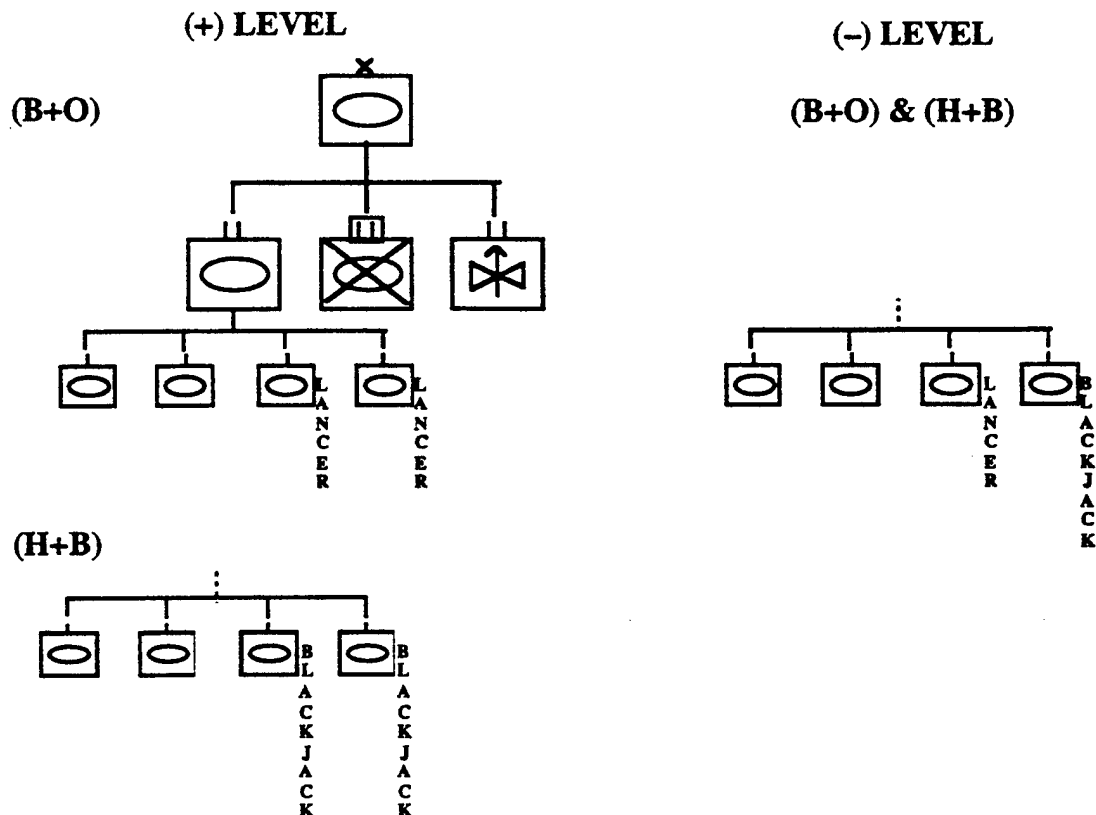 (+) LEVEL
(–) LEVEL
(B+O)
(B+O) & (H+B)
LANCER
LANCER
LANCER
BLACKJACK
(H+B)
BLACKJACK
BLACKJACK